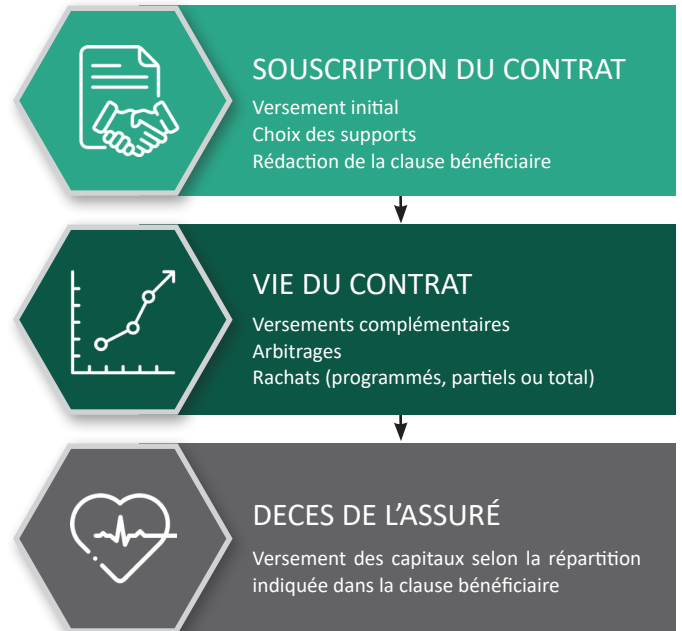 SOUSCRIPTION DU CONTRAT
Versement initial
Choix des supports
Rédaction de la clause bénéficiaire
VIE DU CONTRAT
Versements complémentaires
Arbitrages
Rachats (programmés, partiels ou total)
DECES DE L'ASSURÉ
Versement des capitaux selon la répartition
indiquée dans la clause bénéficiaire